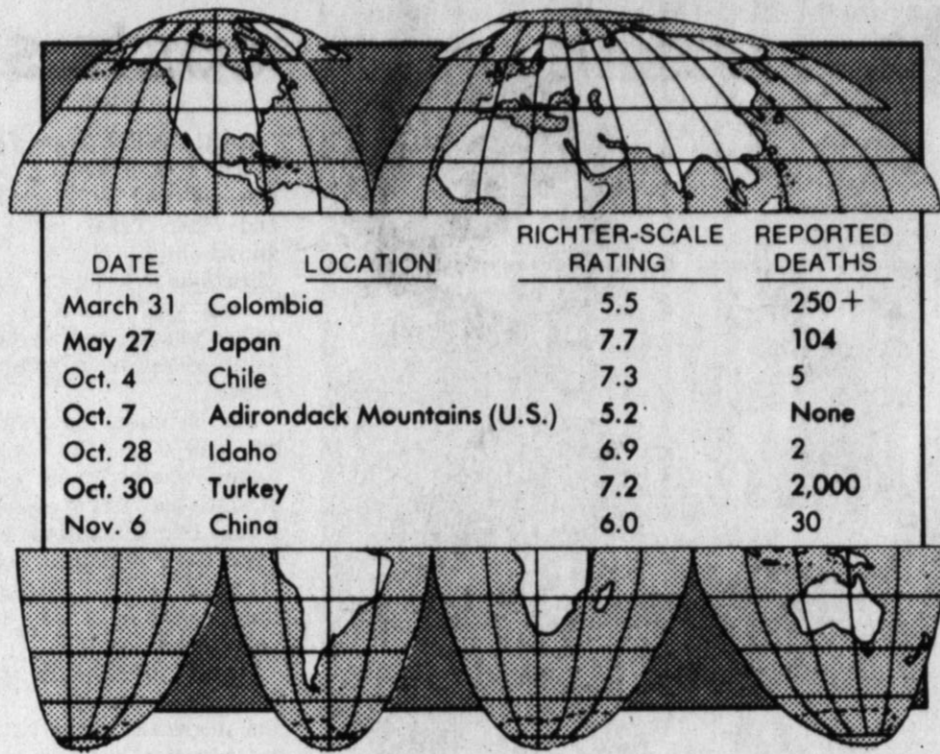 DATE LOCATION RICHTER-SCALE RATING REPORTED DEATHS
March 31 Colombia 5.5 250+
May 27 Japan 7.7 104
Oct. 4 Chile 7.3 5
Oct. 7 Adirondack Mountains (U.S.) 5.2 None
Oct. 28 Idaho 6.9 2
Oct. 30 Turkey 7.2 2,000
Nov. 6 China 6.0 30